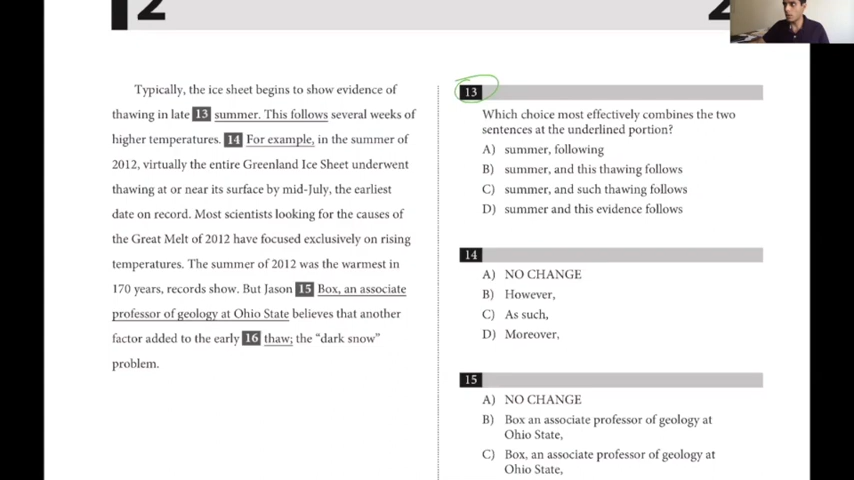 12
2
Typically, the ice sheet begins to show evidence of
thawing in late 13 summer. This follows several weeks of
higher temperatures. 14 For example, in the summer of
2012, virtually the entire Greenland Ice Sheet underwent
thawing at or near its surface by mid-July, the earliest
date on record. Most scientists looking for the causes of
the Great Melt of 2012 have focused exclusively on rising
temperatures. The summer of 2012 was the warmest in
170 years, records show. But Jason 15 Box, an associate
professor of geology at Ohio State believes that another
factor added to the early 16 thaw; the “dark snow”
problem.
13
Which choice most effectively combines the two
sentences at the underlined portion?
A) summer, following
B) summer, and this thawing follows
C) summer, and such thawing follows
D) summer and this evidence follows
14
A) NO CHANGE
B) However,
C) As such,
D) Moreover,
15
A) NO CHANGE
B) Box an associate professor of geology at
Ohio State,
C) Box, an associate professor of geology at
Ohio State,